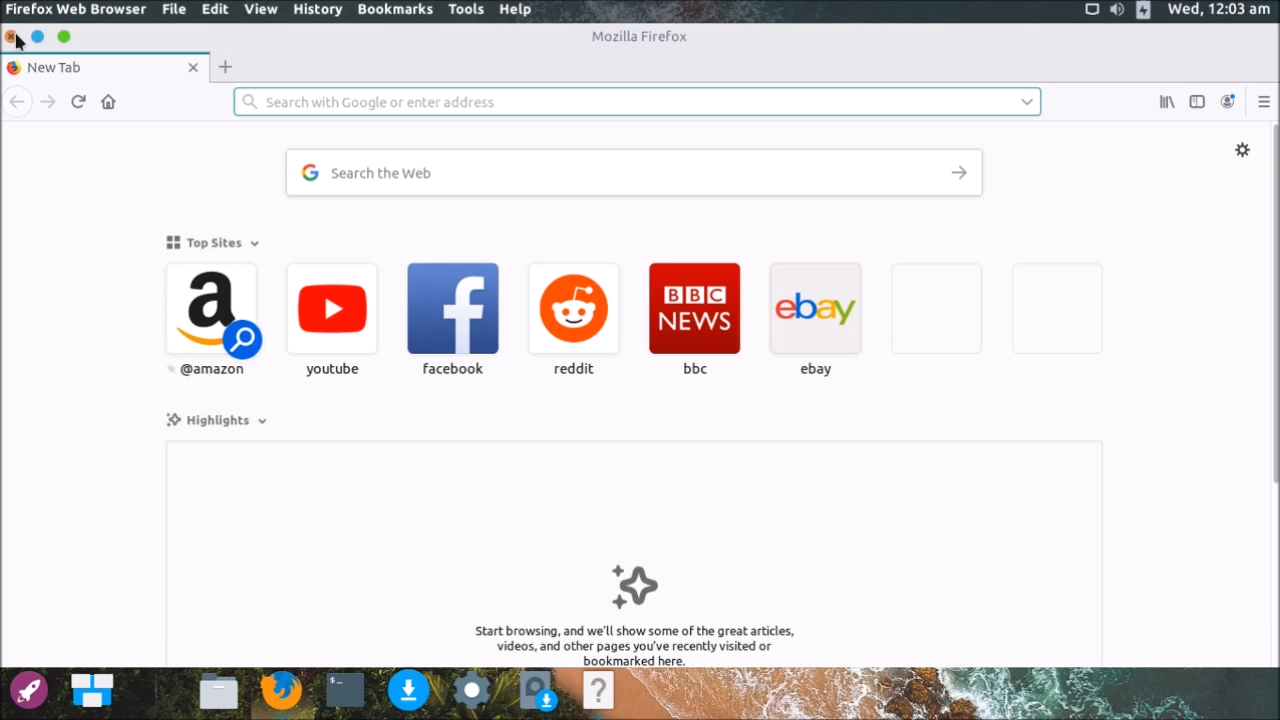 Firefox Web Browser File Edit View History Bookmarks Tools Help Wed, 12:03 am
Mozilla Firefox
New Tab
Search with Google or enter address
Search the Web
Top Sites
a
BBC
NEWS
ebay
@amazon youtube facebook reddit bbc ebay
Highlights
Start browsing, and we'll show some of the great articles,
videos, and other pages you've recently visited or
bookmarked here.